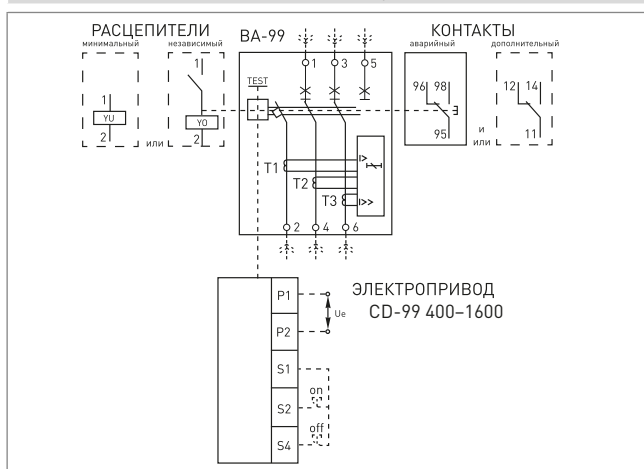 РАСЦЕПИТЕЛИ
минимальный
независимый
ВА-99
КОНТАКТЫ
аварийный
дополнительный
1 3 5
TEST
1
YU
2
или
1
YO
2
96 98
95
и
или
12 14
11
T1
T2
T3
I>
I>>
2 4 6
P1
P2
S1
S2
S4
Ue
on
off
ЭЛЕКТРОПРИВОД
CD-99 400–1600